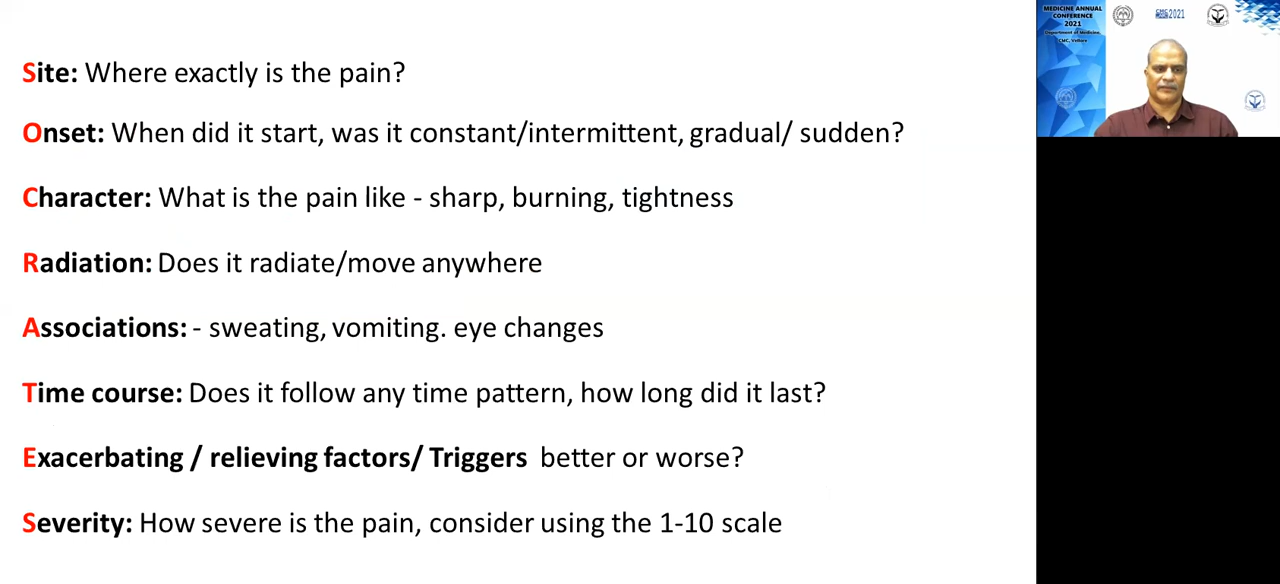 Site: Where exactly is the pain?
Onset: When did it start, was it constant/intermittent, gradual/ sudden?
Character: What is the pain like - sharp, burning, tightness
Radiation: Does it radiate/move anywhere
Associations: - sweating, vomiting. eye changes
Time course: Does it follow any time pattern, how long did it last?
Exacerbating / relieving factors/ Triggers better or worse?
Severity: How severe is the pain, consider using the 1-10 scale
MEDICINE ANNUAL
CONFERENCE
2021
Department of Medicine,
CMC, Vellore
2021